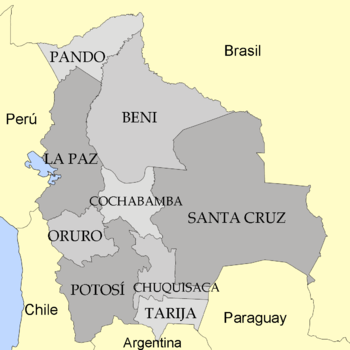 Brasil
PANDO
Perú
BENI
LA PAZ
COCHABAMBA
SANTA CRUZ
ORURO
POTOSÍ
CHUQUISACA
Chile
TARIJA
Paraguay
Argentina